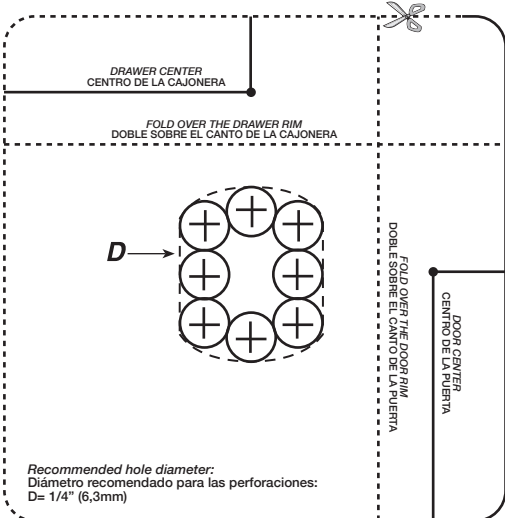 DRAWER CENTER
CENTRO DE LA CAJONERA
FOLD OVER THE DRAWER RIM
DOBLE SOBRE EL CANTO DE LA CAJONERA
D
FOLD OVER THE DOOR RIM
DOBLE SOBRE EL CANTO DE LA PUERTA
DOOR CENTER
CENTRO DE LA PUERTA
Recommended hole diameter:
Diámetro recomendado para las perforaciones:
D= 1/4” (6,3mm)